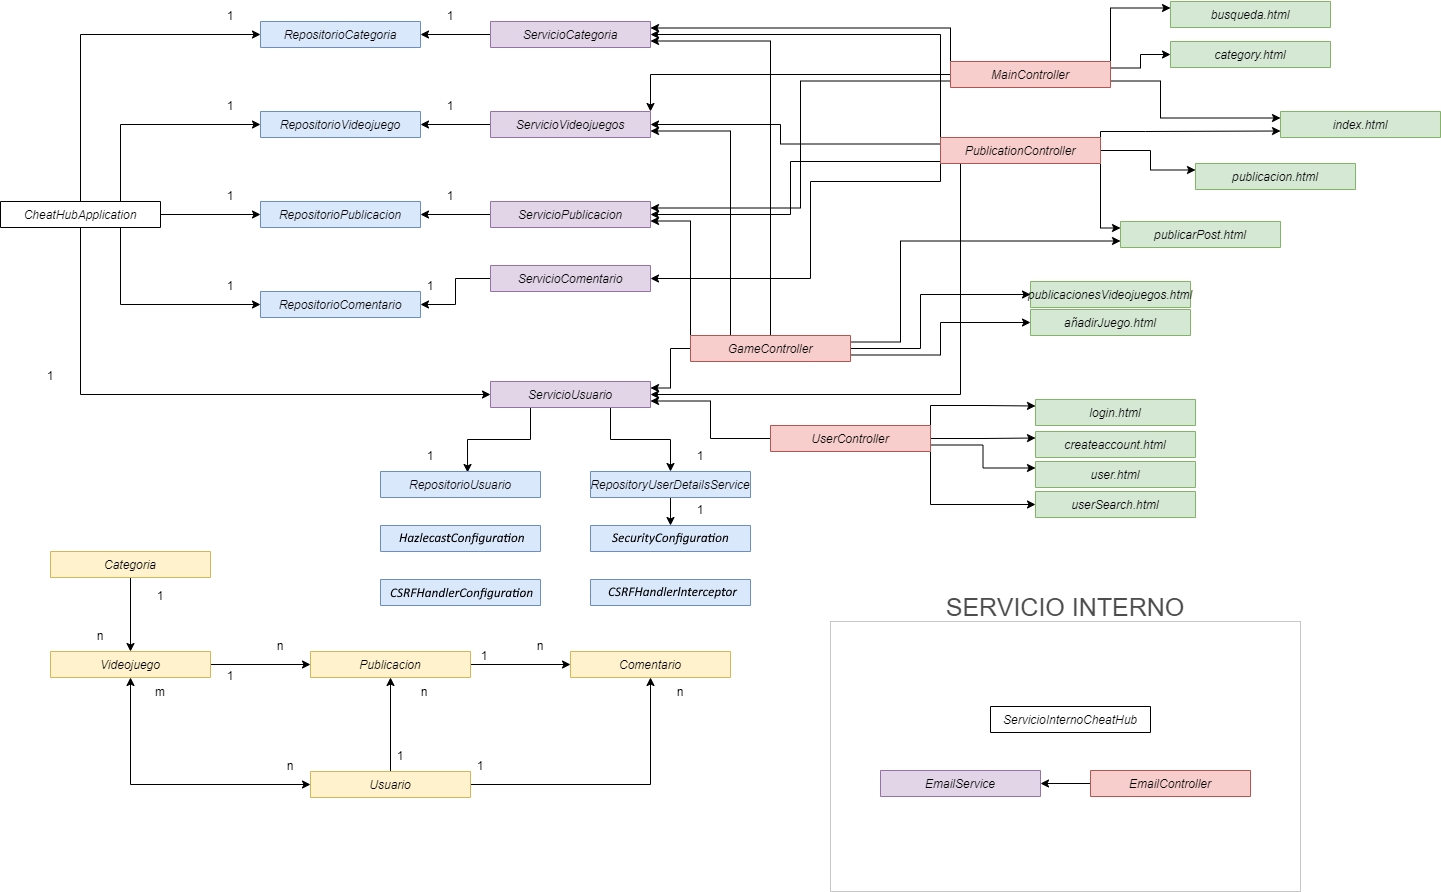 1
1
busqueda.html
RepositorioCategoria
ServicioCategoria
category.html
MainController
1
1
RepositorioVideojuego
ServicioVideojuegos
index.html
PublicationController
publicacion.html
1
1
CheatHubApplication
RepositorioPublicacion
ServicioPublicacion
publicarPost.html
1
1
ServicioComentario
RepositorioComentario
publicacionesVideojuegos.html
añadirJuego.html
GameController
1
ServicioUsuario
login.html
UserController
createaccount.html
1
1
user.html
RepositorioUsuario
RepositoryUserDetailsService
userSearch.html
1
HazlecastConfiguration
SecurityConfiguration
Categoria
CSRFHandlerConfiguration
CSRFHandlerInterceptor
1
SERVICIO INTERNO
n
n
1
n
Videojuego
Publicacion
Comentario
1
m
n
n
ServicioInternoCheatHub
1
n
1
Usuario
EmailService
EmailController